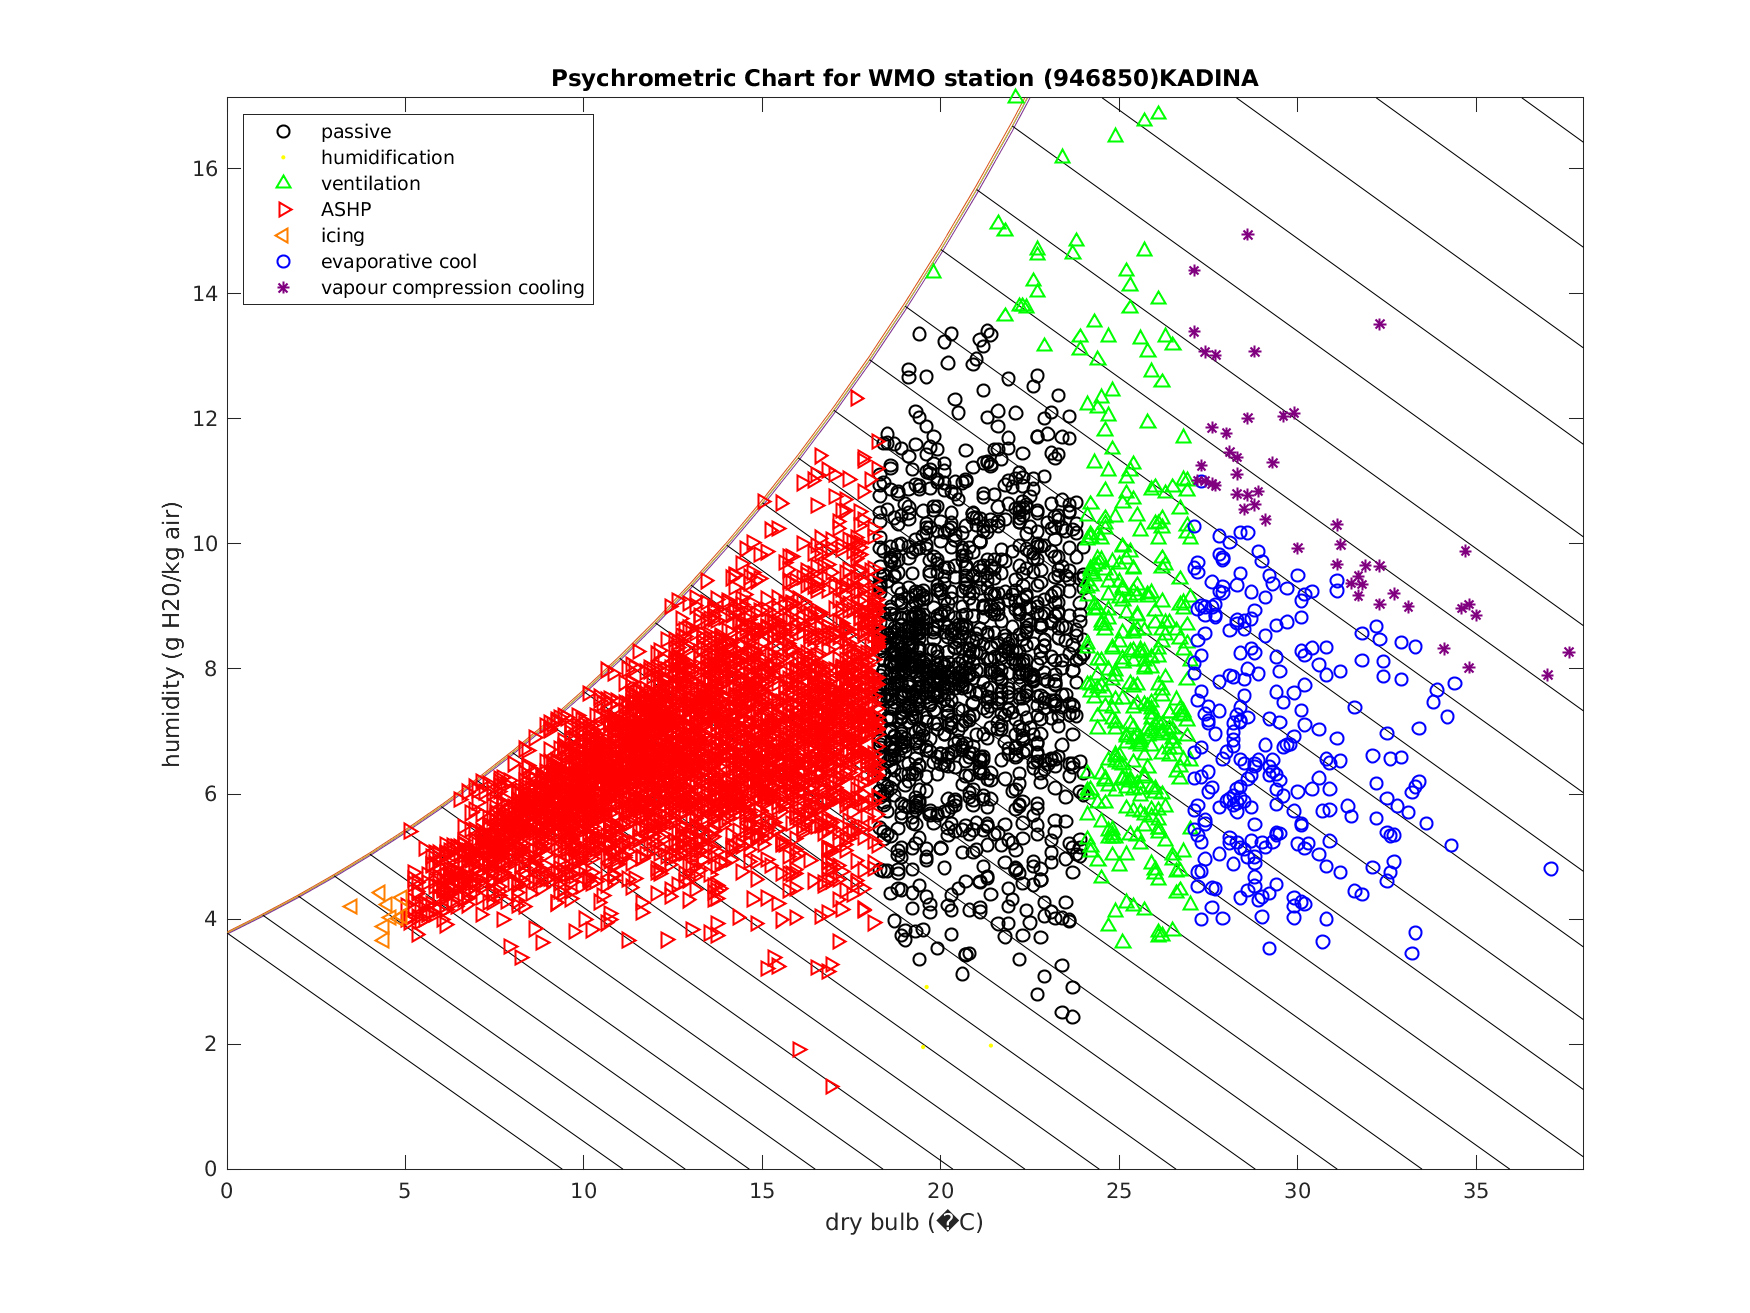 Psychrometric Chart for WMO station (946850)KADINA
passive
humidification
ventilation
ASHP
icing
evaporative cool
vapour compression cooling
humidity (g H20/kg air)
16
14
12
10
8
6
4
2
0
0 5 10 15 20 25 30 35
dry bulb (�C)